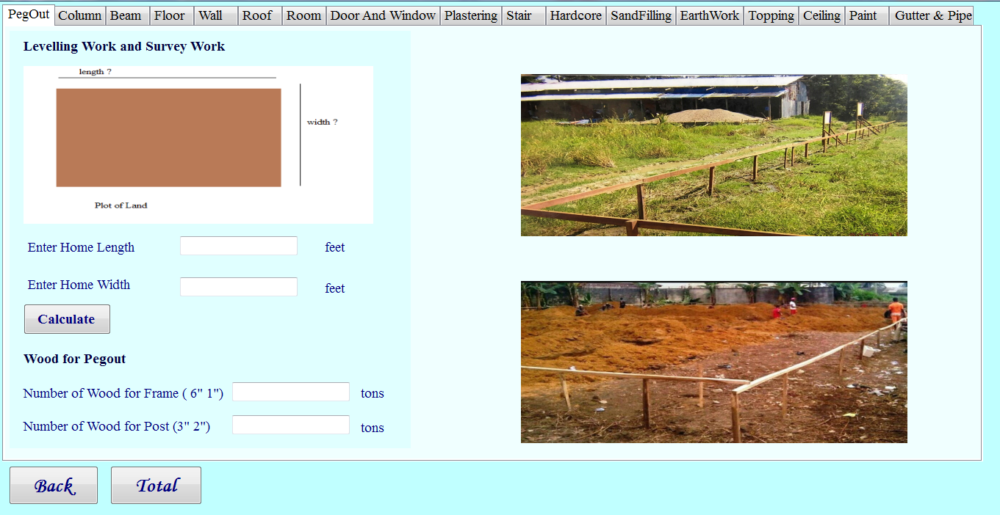 PegOut Column Beam Floor Wall Roof Room Door And Window Plastering Stair Hardcore SandFilling EarthWork Topping Ceiling Paint Gutter & Pipe
Levelling Work and Survey Work
length ?
width ?
Plot of Land
Enter Home Length feet
Enter Home Width feet
Calculate
Wood for Pegout
Number of Wood for Frame ( 6" 1") tons
Number of Wood for Post (3" 2") tons
Back Total